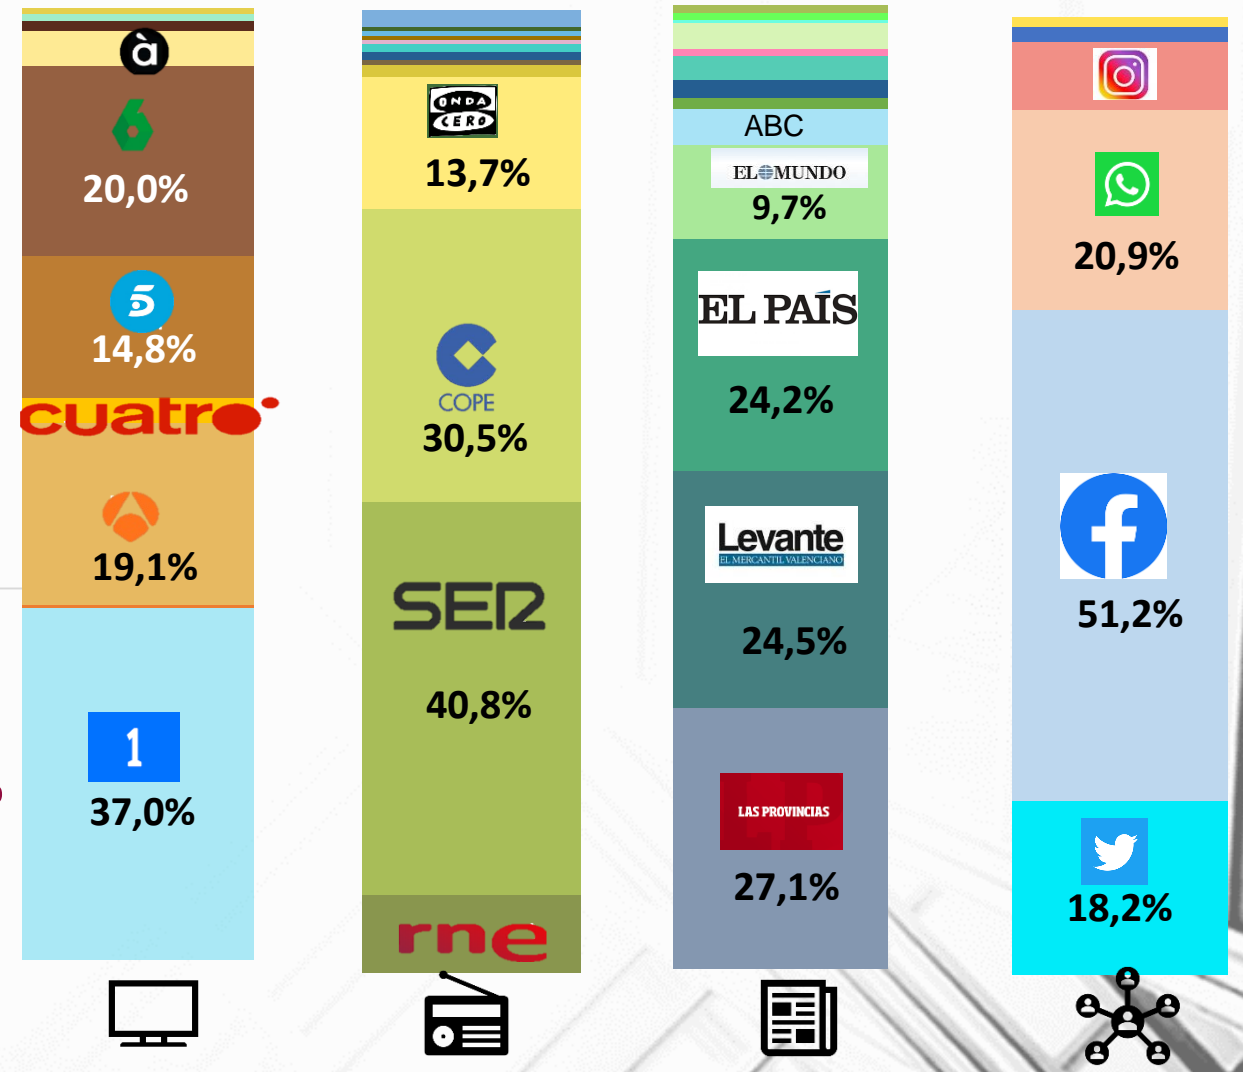 à
6
20,0%
5
14,8%
cuatro
19,1%
1
37,0%
ONDA
CERO
13,7%
COPE
30,5%
SER
40,8%
rne
ABC
EL MUNDO
9,7%
EL PAÍS
24,2%
Levante
EL MERCANTIL VALENCIANO
24,5%
LAS PROVINCIAS
27,1%
20,9%
f
51,2%
18,2%